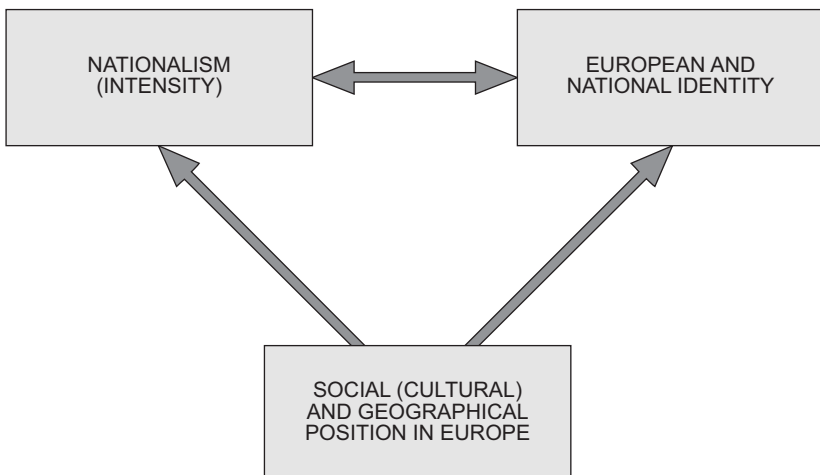 NATIONALISM
(INTENSITY)
EUROPEAN AND
NATIONAL IDENTITY
SOCIAL (CULTURAL)
AND GEOGRAPHICAL
POSITION IN EUROPE